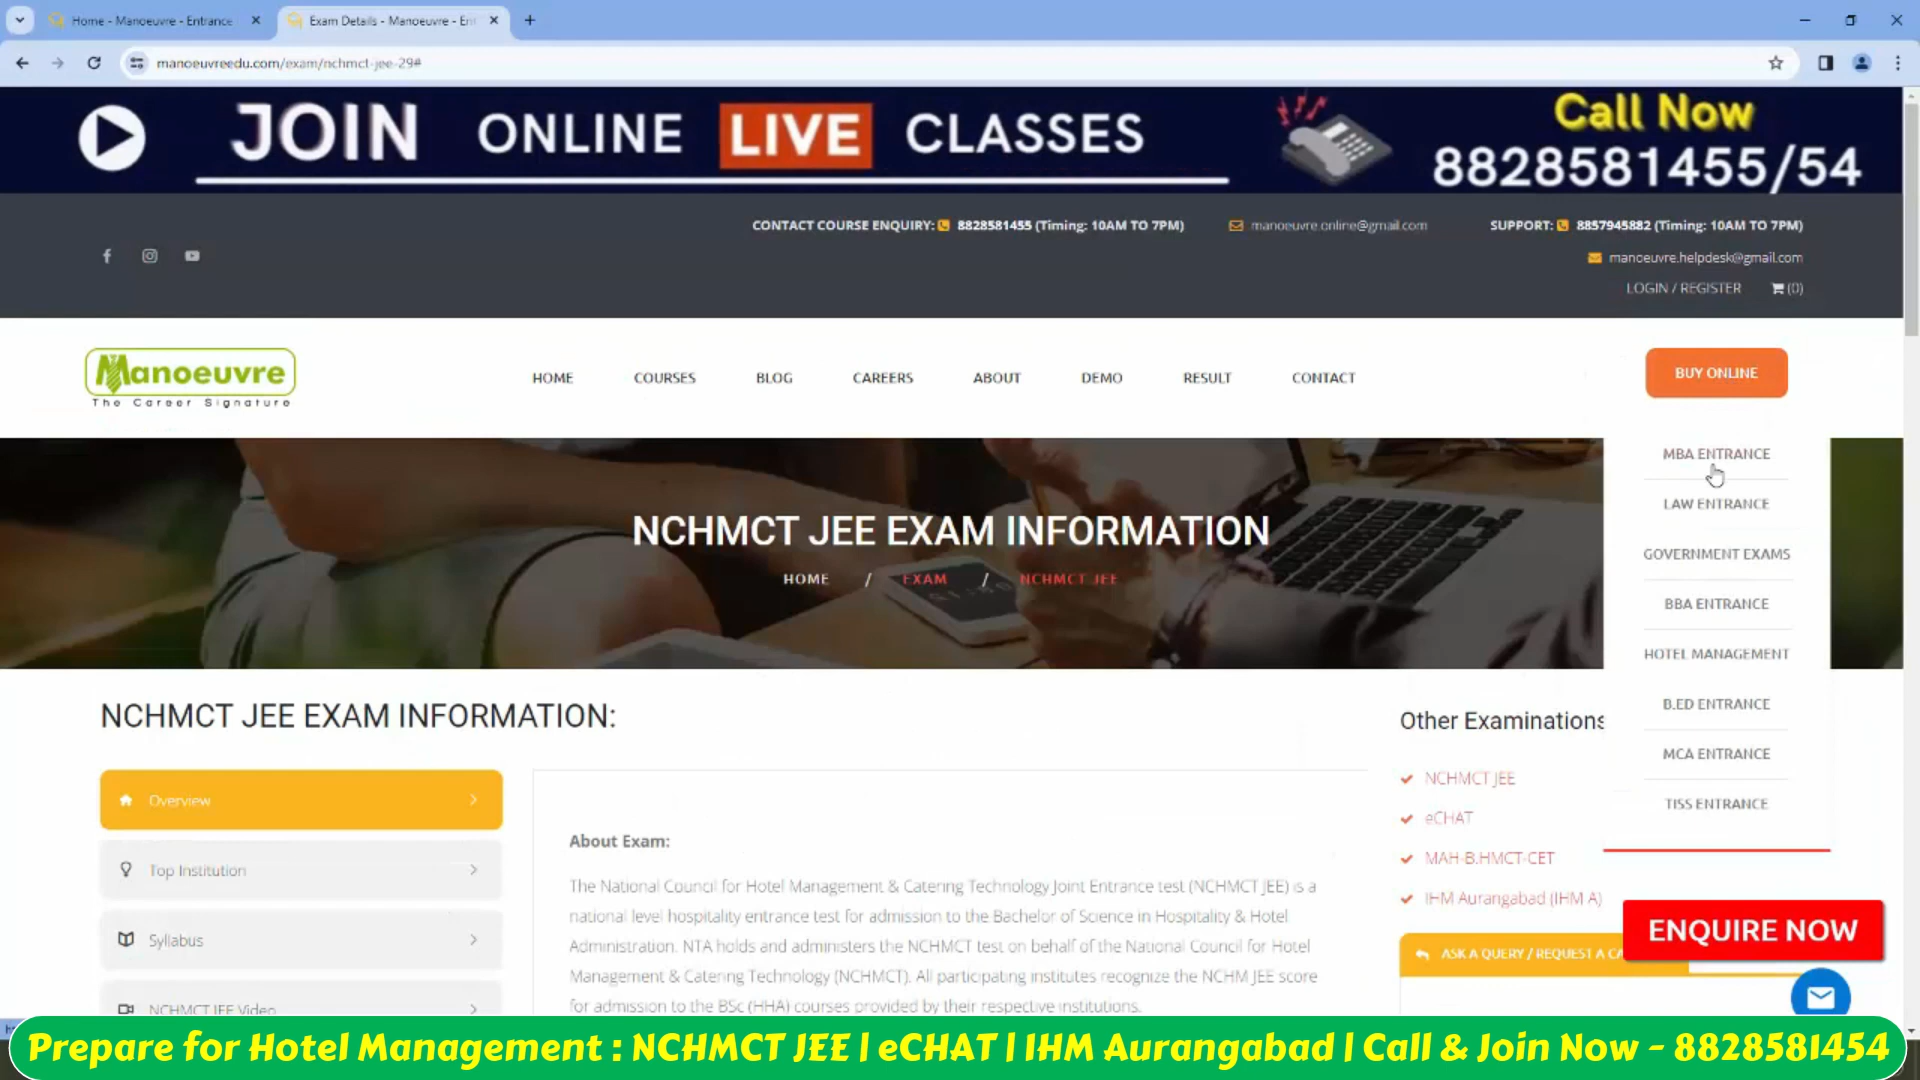 Home - Manoeuvre - Entrance
Exam Details - Manoeuvre - En
manoeuvreedu.com/exam/nchmct-jee-29#
JOIN ONLINE LIVE CLASSES
Call Now
8828581455/54
CONTACT COURSE ENQUIRY: 8828581455 (Timing: 10AM TO 7PM)
manoeuvre.online@gmail.com
SUPPORT: 8857945882 (Timing: 10AM TO 7PM)
manoeuvre.helpdesk@gmail.com
LOGIN / REGISTER
(0)
Manoeuvre
The Career Signature
HOME
COURSES
BLOG
CAREERS
ABOUT
DEMO
RESULT
CONTACT
BUY ONLINE
MBA ENTRANCE
LAW ENTRANCE
GOVERNMENT EXAMS
BBA ENTRANCE
HOTEL MANAGEMENT
B.ED ENTRANCE
MCA ENTRANCE
TISS ENTRANCE
NCHMCT JEE EXAM INFORMATION
HOME / EXAM / NCHMCT JEE
NCHMCT JEE EXAM INFORMATION:
Overview
Top Institution
Syllabus
NCHMCT JEE Video
About Exam:
The National Council for Hotel Management & Catering Technology Joint Entrance test (NCHMCT JEE) is a
national level hospitality entrance test for admission to the Bachelor of Science in Hospitality & Hotel
Administration. NTA holds and administers the NCHMCT test on behalf of the National Council for Hotel
Management & Catering Technology (NCHMCT). All participating institutes recognize the NCHM JEE score
for admission to the BSc (HHA) courses provided by their respective institutions.
Other Examinations
NCHMCT JEE
eCHAT
MAH-B.HMCT-CET
IHM Aurangabad (IHM A)
ASK A QUERY / REQUEST A CA
ENQUIRE NOW
Prepare for Hotel Management : NCHMCT JEE | eCHAT | IHM Aurangabad | Call & Join Now - 8828581454